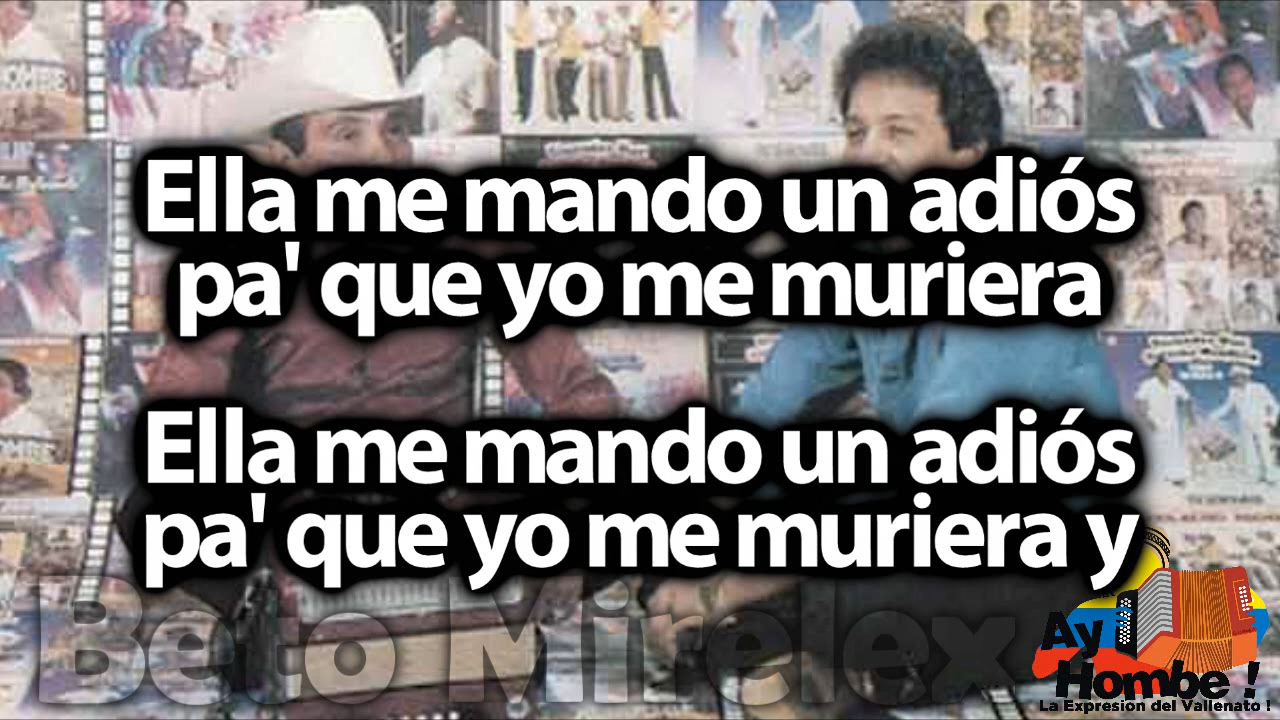 Ella me mando un adiós
pa' que yo me muriera
Ella me mando un adiós
pa' que yo me muriera y
Beto Mirelex
Ay
Hombe !
La Expresion del Vallenato !